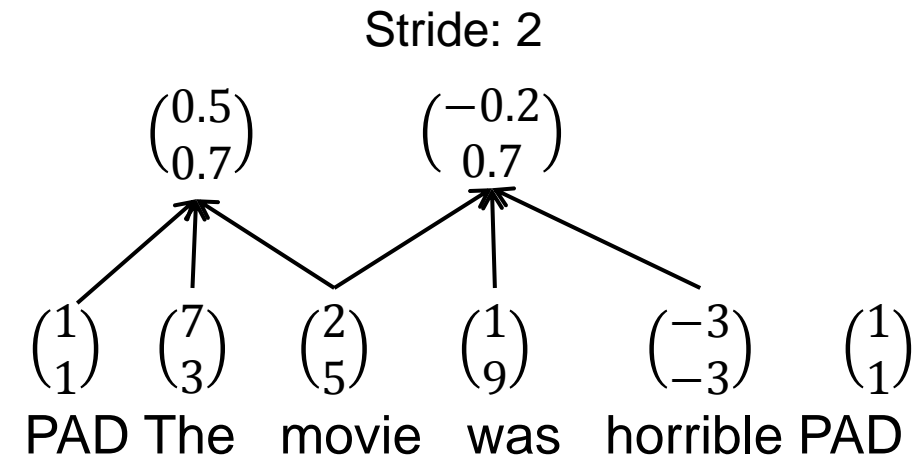 Stride: 2
(0.5 0.7) (−0.2 0.7)
(1 1) (7 3) (2 5) (1 9) (−3 −3) (1 1)
PAD The movie was horrible PAD